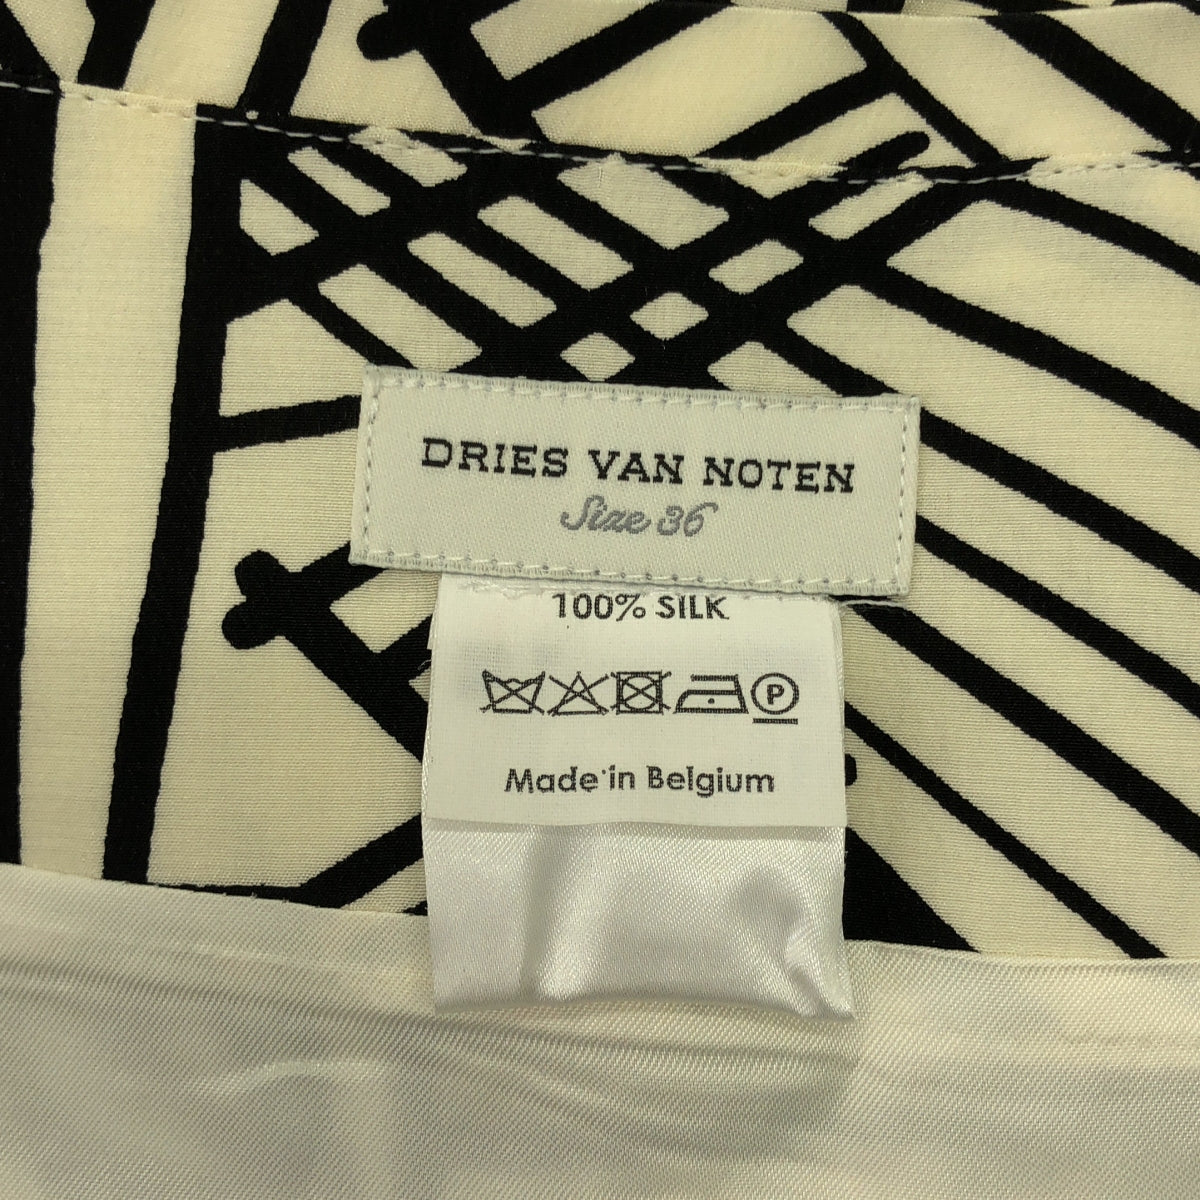 DRIES VAN NOTEN
Size 36
100% SILK
P
Made in Belgium